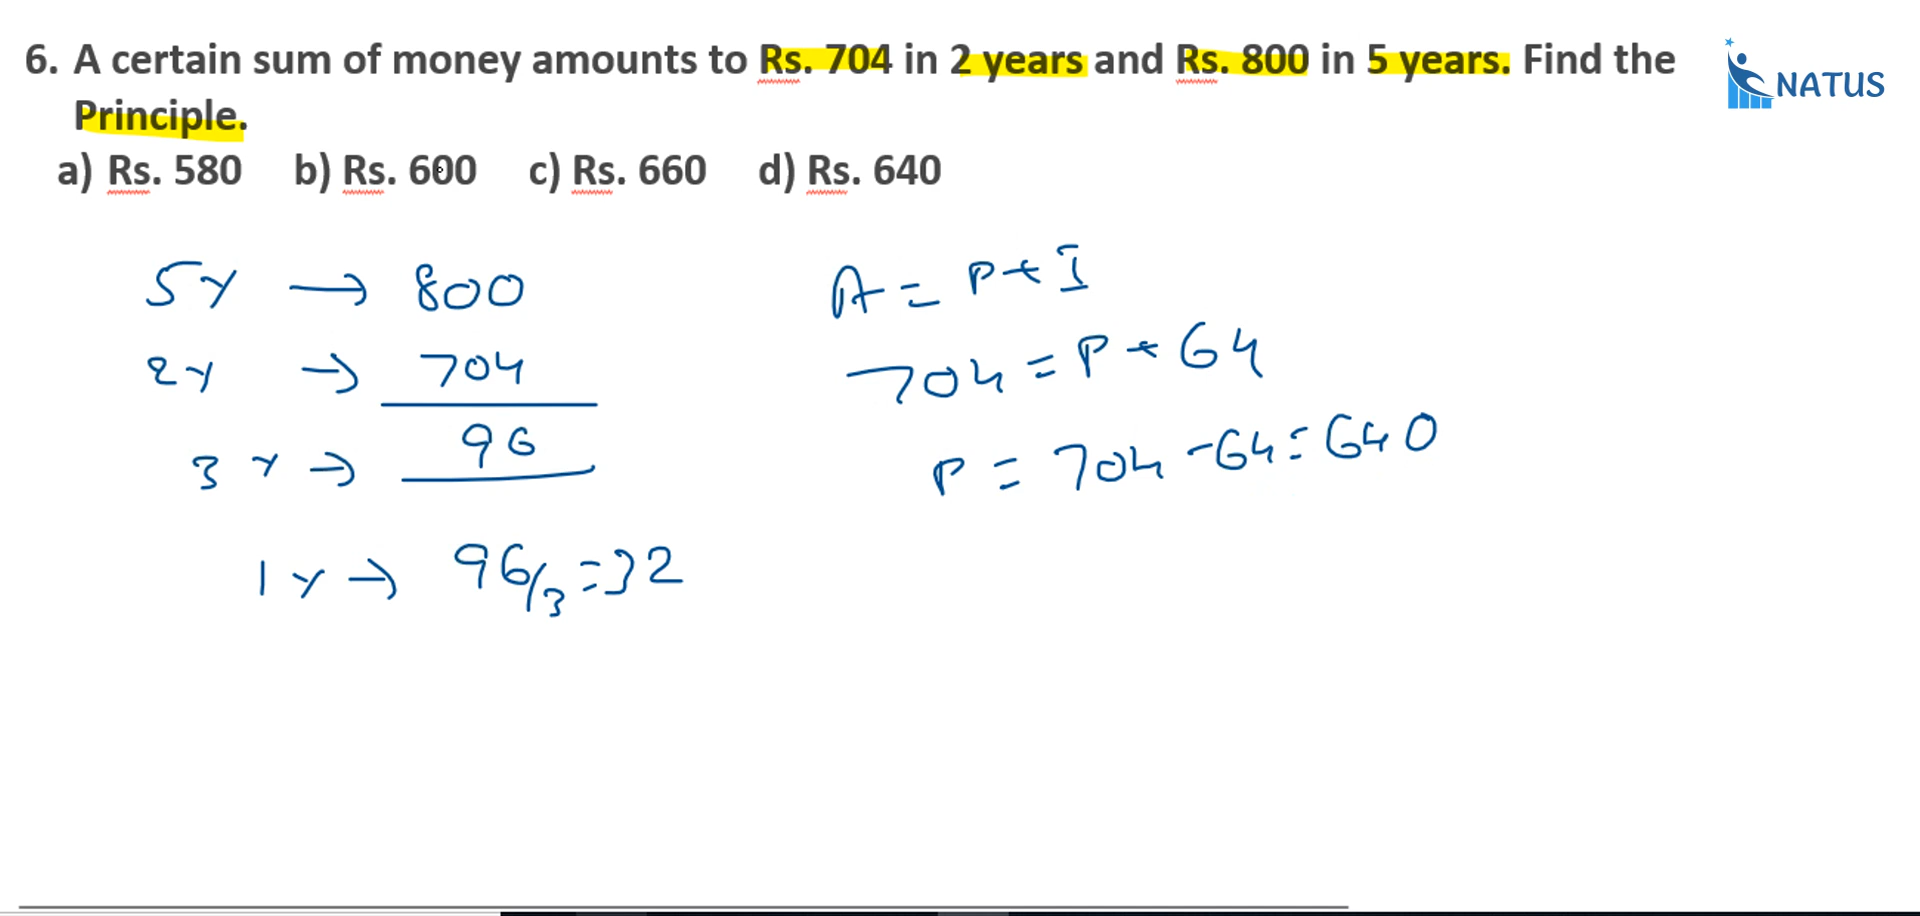 6. A certain sum of money amounts to Rs. 704 in 2 years and Rs. 800 in 5 years. Find the
Principle.
NATUS
a) Rs. 580 b) Rs. 600 c) Rs. 660 d) Rs. 640
5Y → 800
2Y → 704
3Y → 96
1Y → 96/3 = 32
A = P + I
704 = P + 64
P = 704 - 64 = 640